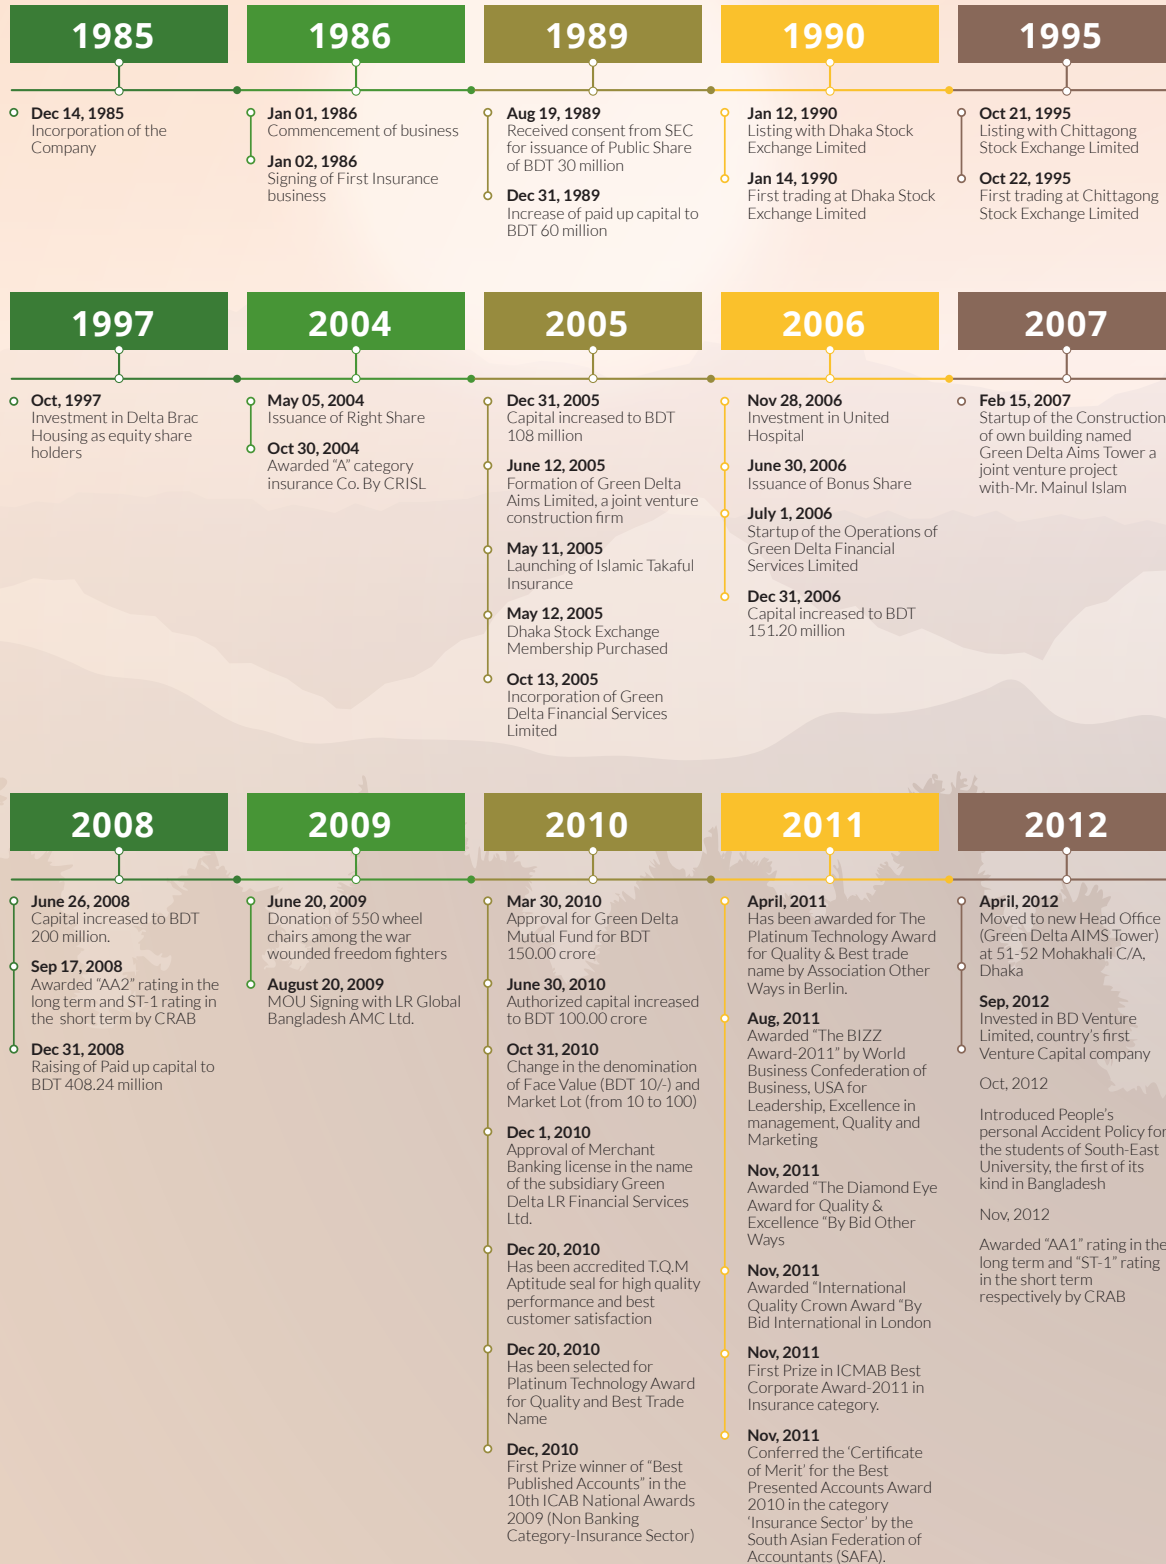 1985
Dec 14, 1985
Incorporation of the
Company
1986
Jan 01, 1986
Commencement of business
Jan 02, 1986
Signing of First Insurance
business
1989
Aug 19, 1989
Received consent from SEC
for issuance of Public Share
of BDT 30 million
Dec 31, 1989
Increase of paid up capital to
BDT 60 million
1990
Jan 12, 1990
Listing with Dhaka Stock
Exchange Limited
Jan 14, 1990
First trading at Dhaka Stock
Exchange Limited
1995
Oct 21, 1995
Listing with Chittagong
Stock Exchange Limited
Oct 22, 1995
First trading at Chittagong
Stock Exchange Limited
1997
Oct, 1997
Investment in Delta Brac
Housing as equity share
holders
2004
May 05, 2004
Issuance of Right Share
Oct 30, 2004
Awarded “A” category
insurance Co. By CRISL
2005
Dec 31, 2005
Capital increased to BDT
108 million
June 12, 2005
Formation of Green Delta
Aims Limited, a joint venture
construction firm
May 11, 2005
Launching of Islamic Takaful
Insurance
May 12, 2005
Dhaka Stock Exchange
Membership Purchased
Oct 13, 2005
Incorporation of Green
Delta Financial Services
Limited
2006
Nov 28, 2006
Investment in United
Hospital
June 30, 2006
Issuance of Bonus Share
July 1, 2006
Startup of the Operations of
Green Delta Financial
Services Limited
Dec 31, 2006
Capital increased to BDT
151.20 million
2007
Feb 15, 2007
Startup of the Construction
of own building named
Green Delta Aims Tower a
joint venture project
with-Mr. Mainul Islam
2008
June 26, 2008
Capital increased to BDT
200 million.
Sep 17, 2008
Awarded “AA2” rating in the
long term and ST-1 rating in
the short term by CRAB
Dec 31, 2008
Raising of Paid up capital to
BDT 408.24 million
2009
June 20, 2009
Donation of 550 wheel
chairs among the war
wounded freedom fighters
August 20, 2009
MOU Signing with LR Global
Bangladesh AMC Ltd.
2010
Mar 30, 2010
Approval for Green Delta
Mutual Fund for BDT
150.00 crore
June 30, 2010
Authorized capital increased
to BDT 100.00 crore
Oct 31, 2010
Change in the denomination
of Face Value (BDT 10/-) and
Market Lot (from 10 to 100)
Dec 1, 2010
Approval of Merchant
Banking license in the name
of the subsidiary Green
Delta LR Financial Services
Ltd.
Dec 20, 2010
Has been accredited T.Q.M
Aptitude seal for high quality
performance and best
customer satisfaction
Dec 20, 2010
Has been selected for
Platinum Technology Award
for Quality and Best Trade
Name
Dec, 2010
First Prize winner of “Best
Published Accounts” in the
10th ICAB National Awards
2009 (Non Banking
Category-Insurance Sector)
2011
April, 2011
Has been awarded for The
Platinum Technology Award
for Quality & Best trade
name by Association Other
Ways in Berlin.
Aug, 2011
Awarded “The BIZZ
Award-2011” by World
Business Confederation of
Business, USA for
Leadership, Excellence in
management, Quality and
Marketing
Nov, 2011
Awarded “The Diamond Eye
Award for Quality &
Excellence “By Bid Other
Ways
Nov, 2011
Awarded “International
Quality Crown Award “By
Bid International in London
Nov, 2011
First Prize in ICMAB Best
Corporate Award-2011 in
Insurance category.
Nov, 2011
Conferred the ‘Certificate
of Merit’ for the Best
Presented Accounts Award
2010 in the category
‘Insurance Sector’ by the
South Asian Federation of
Accountants (SAFA).
2012
April, 2012
Moved to new Head Office
(Green Delta AIMS Tower)
at 51-52 Mohakhali C/A,
Dhaka
Sep, 2012
Invested in BD Venture
Limited, country’s first
Venture Capital company
Oct, 2012
Introduced People’s
personal Accident Policy for
the students of South-East
University, the first of its
kind in Bangladesh
Nov, 2012
Awarded “AA1” rating in the
long term and “ST-1” rating
in the short term
respectively by CRAB